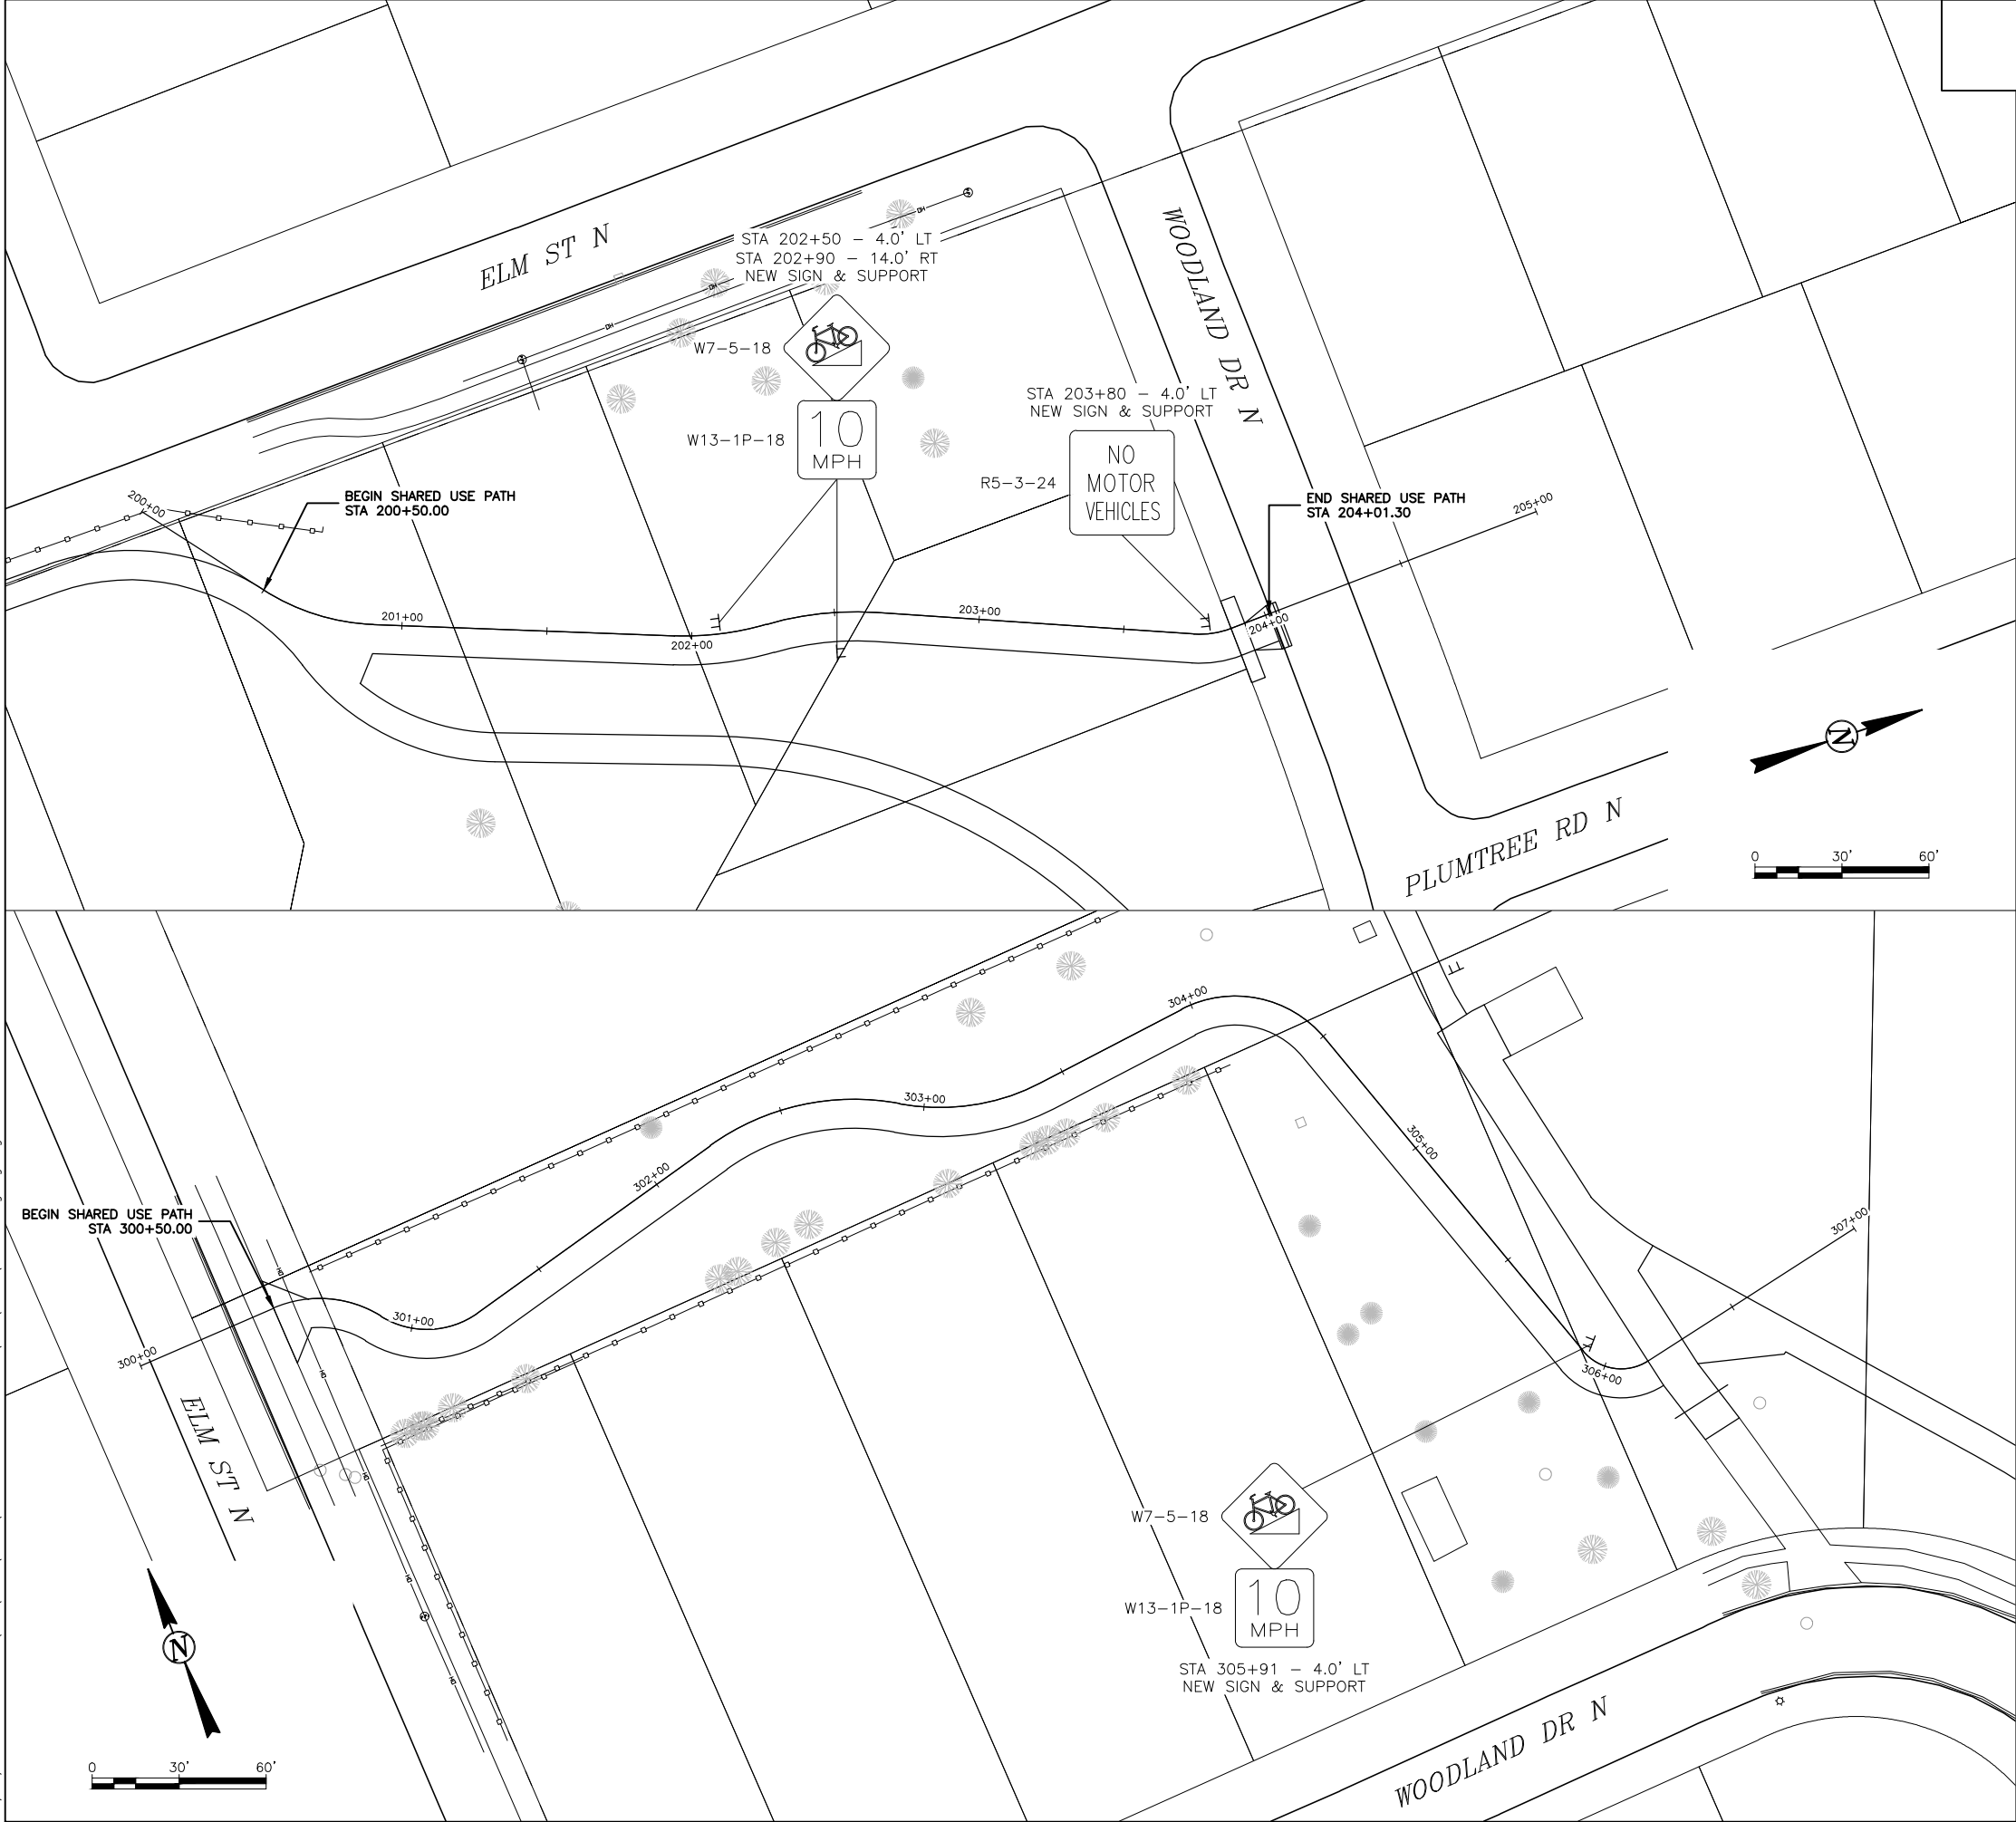 ELM ST N
WOODLAND DR N
STA 202+50 - 4.0' LT
STA 202+90 - 14.0' RT
NEW SIGN & SUPPORT
W7-5-18
W13-1P-18
10
MPH
STA 203+80 - 4.0' LT
NEW SIGN & SUPPORT
R5-3-24
NO
MOTOR
VEHICLES
BEGIN SHARED USE PATH
STA 200+50.00
END SHARED USE PATH
STA 204+01.30
200+00
201+00
202+00
203+00
204+00
205+00
N
PLUMTREE RD N
0 30' 60'
BEGIN SHARED USE PATH
STA 300+50.00
300+00
301+00
302+00
303+00
304+00
305+00
306+00
307+00
ELM ST N
N
0 30' 60'
W7-5-18
W13-1P-18
10
MPH
STA 305+91 - 4.0' LT
NEW SIGN & SUPPORT
WOODLAND DR N